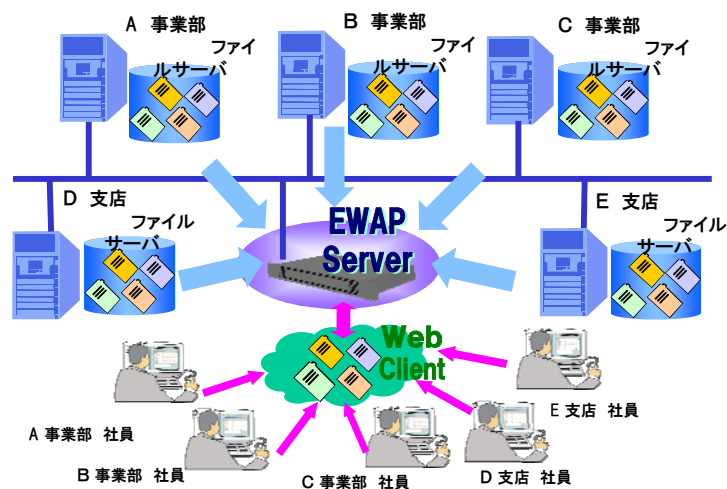 A 事業部
ファイ
ルサーバ
B 事業部
ファイ
ルサーバ
C 事業部
ファイ
ルサーバ
D 支店
ファイル
サーバ
EWAP
Server
E 支店
ファイル
サーバ
Web
Client
A 事業部 社員
B 事業部 社員
C 事業部 社員
D 支店 社員
E 支店 社員